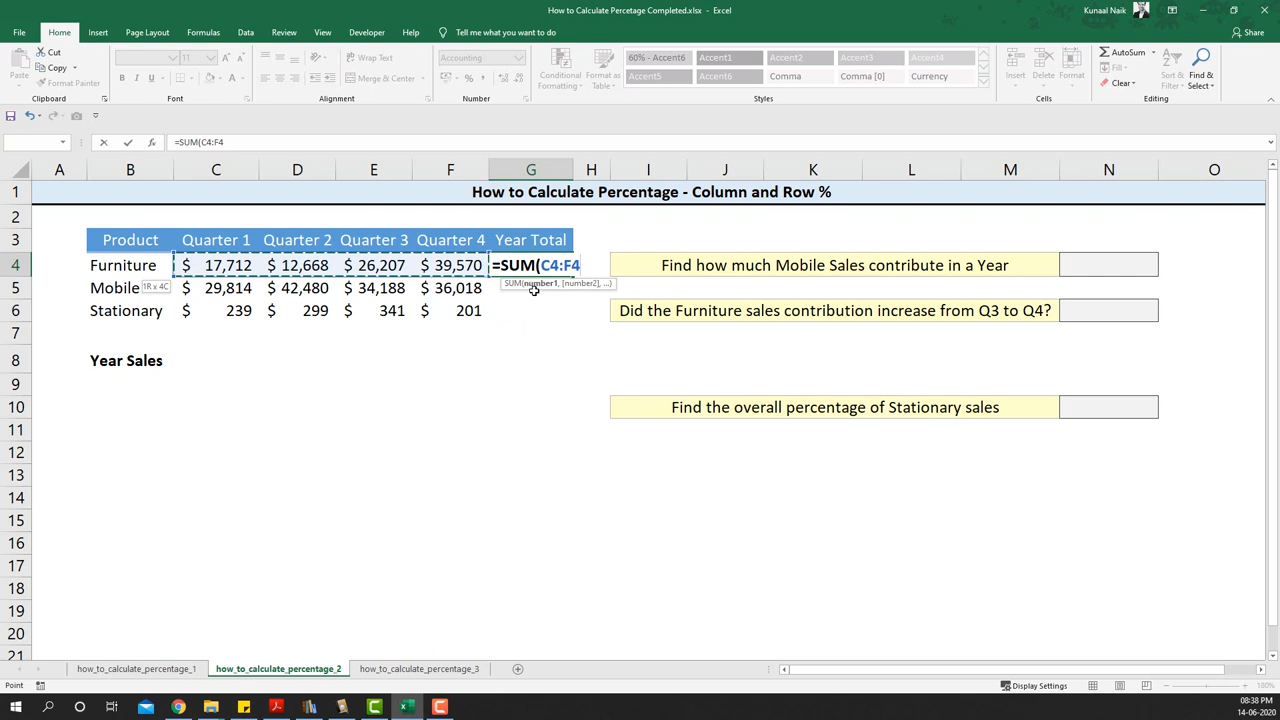 How to Calculate Percetage Completed.xlsx - Excel
Kunaal Naik
File Home Insert Page Layout Formulas Data Review View Developer Help Tell me what you want to do Share
Paste Cut Copy Format Painter
11
B I U A
Wrap Text
Merge & Center
Accounting
$ %
Conditional Formatting
Format as Table
60% - Accent6 Accent1 Accent2 Accent3 Accent4
Accent5 Accent6 Comma Comma [0] Currency
Insert Delete Format
AutoSum
Fill
Clear
Sort & Filter
Find & Select
Clipboard Font Alignment Number Styles Cells Editing
fx =SUM(C4:F4
A B C D E F G H I J K L M N O
1 How to Calculate Percentage - Column and Row %
2
3 Product Quarter 1 Quarter 2 Quarter 3 Quarter 4 Year Total
4 Furniture $ 17,712 $ 12,668 $ 26,207 $ 39,570 =SUM(C4:F4 Find how much Mobile Sales contribute in a Year
SUM(number1, [number2], ...)
5 Mobile 1R x 4C $ 29,814 $ 42,480 $ 34,188 $ 36,018
6 Stationary $ 239 $ 299 $ 341 $ 201 Did the Furniture sales contribution increase from Q3 to Q4?
7
8 Year Sales
9
10 Find the overall percentage of Stationary sales
11
12
13
14
15
16
17
18
19
20
21
how_to_calculate_percentage_1 how_to_calculate_percentage_2 how_to_calculate_percentage_3
Point Display Settings 180%
08:38 PM
14-06-2020